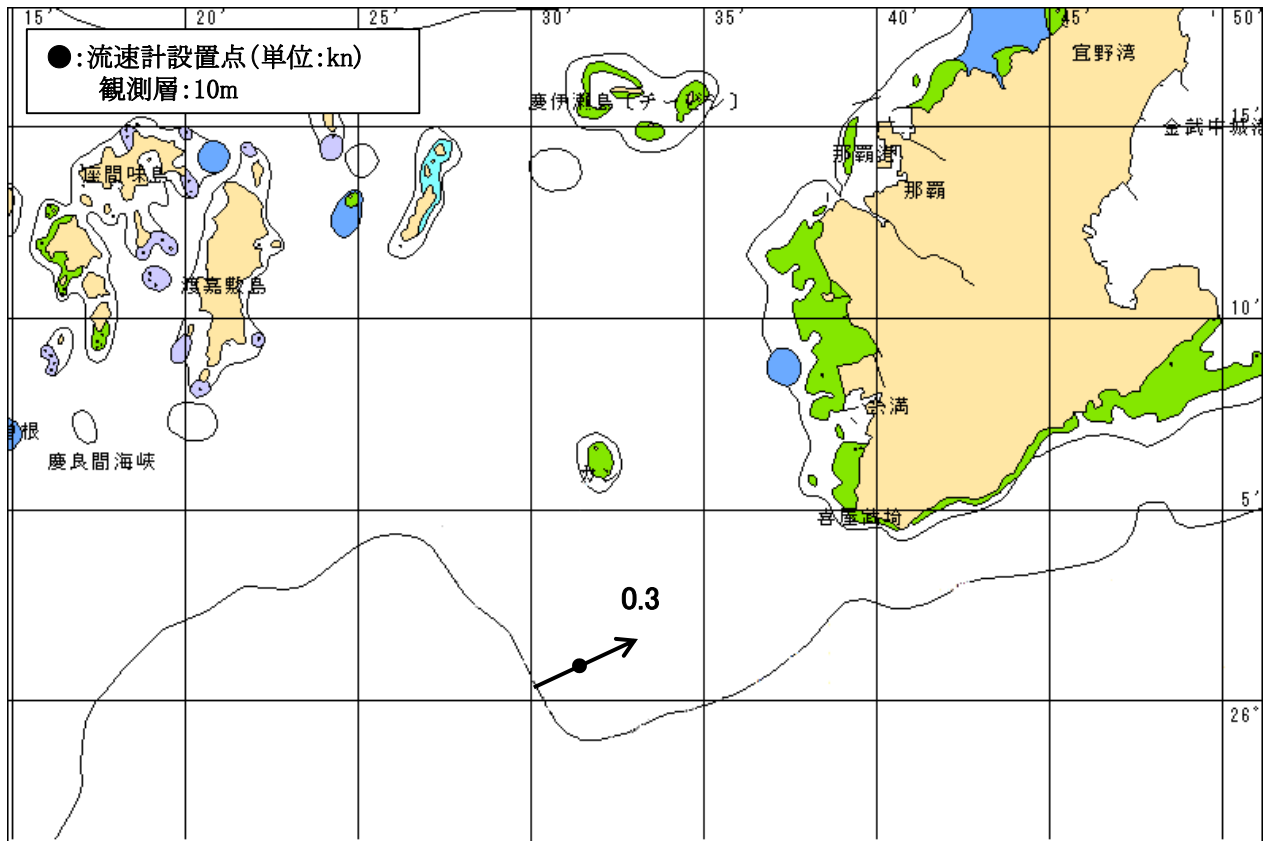 15'
20'
25'
30'
35'
40'
45'
50'
●:流速計設置点(単位:kn)
観測層:10m
宜野湾
慶伊瀬島
15'
那覇港
座間味島
那覇
渡嘉敷島
10'
慶良間海峡
5'
喜屋武埼
0.3
26°